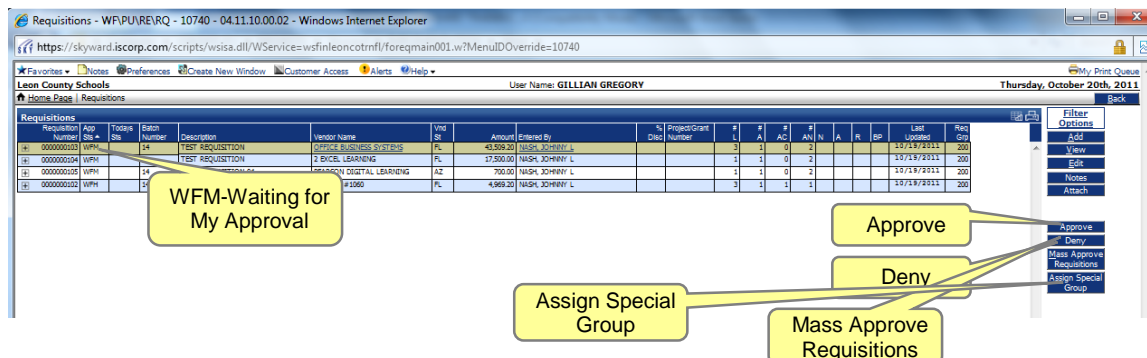 Requisitions - WF\PU\RE\RQ - 10740 - 04.11.10.00.02 - Windows Internet Explorer
https://skyward.iscorp.com/scripts/wsisa.dll/WService=wsfinleoncotrnfl/foreqmain001.w?MenuIDOverride=10740
Favorites Notes Preferences Create New Window Customer Access Alerts Help My Print Queue
Leon County Schools User Name: GILLIAN GREGORY Thursday, October 20th, 2011
Home Page | Requisitions Back
Requisitions
Requisition App Todays Batch Vnd % Project/Grant # # # # Last Req
Number Sts Sts Number Description Vendor Name St Amount Entered By Disc Number L A AC AN N A R BP Updated Grp
0000000103 WFM 14 TEST REQUISITION OFFICE BUSINESS SYSTEMS FL 43,509.20 NASH, JOHNNY L 3 1 0 2 10/19/2011 200
0000000104 WFM TEST REQUISITION 2 EXCEL LEARNING FL 17,500.00 NASH, JOHNNY L 1 1 0 2 10/19/2011 200
0000000105 WFM 14 DIGITAL LEARNING AZ 700.00 NASH, JOHNNY L 1 1 0 2 10/19/2011 200
0000000102 WFM #1060 FL 4,969.20 NASH, JOHNNY L 3 1 1 2 10/19/2011 200
Filter
Options
Add
View
Edit
Notes
Attach
Approve
Deny
Mass Approve
Requisitions
Assign Special
Group
WFM-Waiting for
My Approval
Approve
Deny
Assign Special
Group
Mass Approve
Requisitions